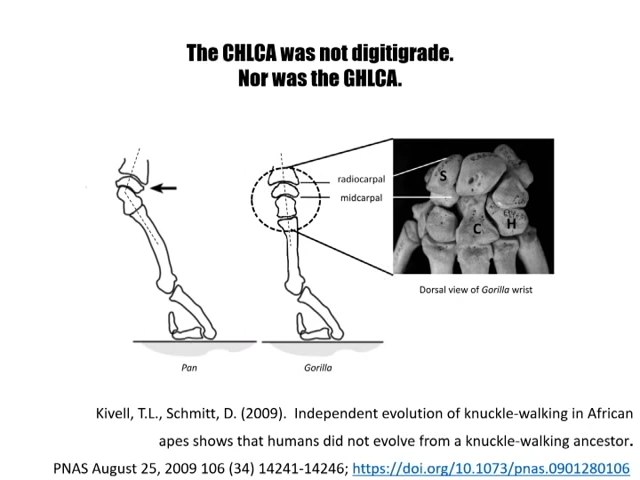 The CHLCA was not digitigrade.
Nor was the GHLCA.
radiocarpal
midcarpal
S
C
H
Dorsal view of Gorilla wrist
Pan
Gorilla
Kivell, T.L., Schmitt, D. (2009). Independent evolution of knuckle-walking in African
apes shows that humans did not evolve from a knuckle-walking ancestor.
PNAS August 25, 2009 106 (34) 14241-14246; https://doi.org/10.1073/pnas.0901280106